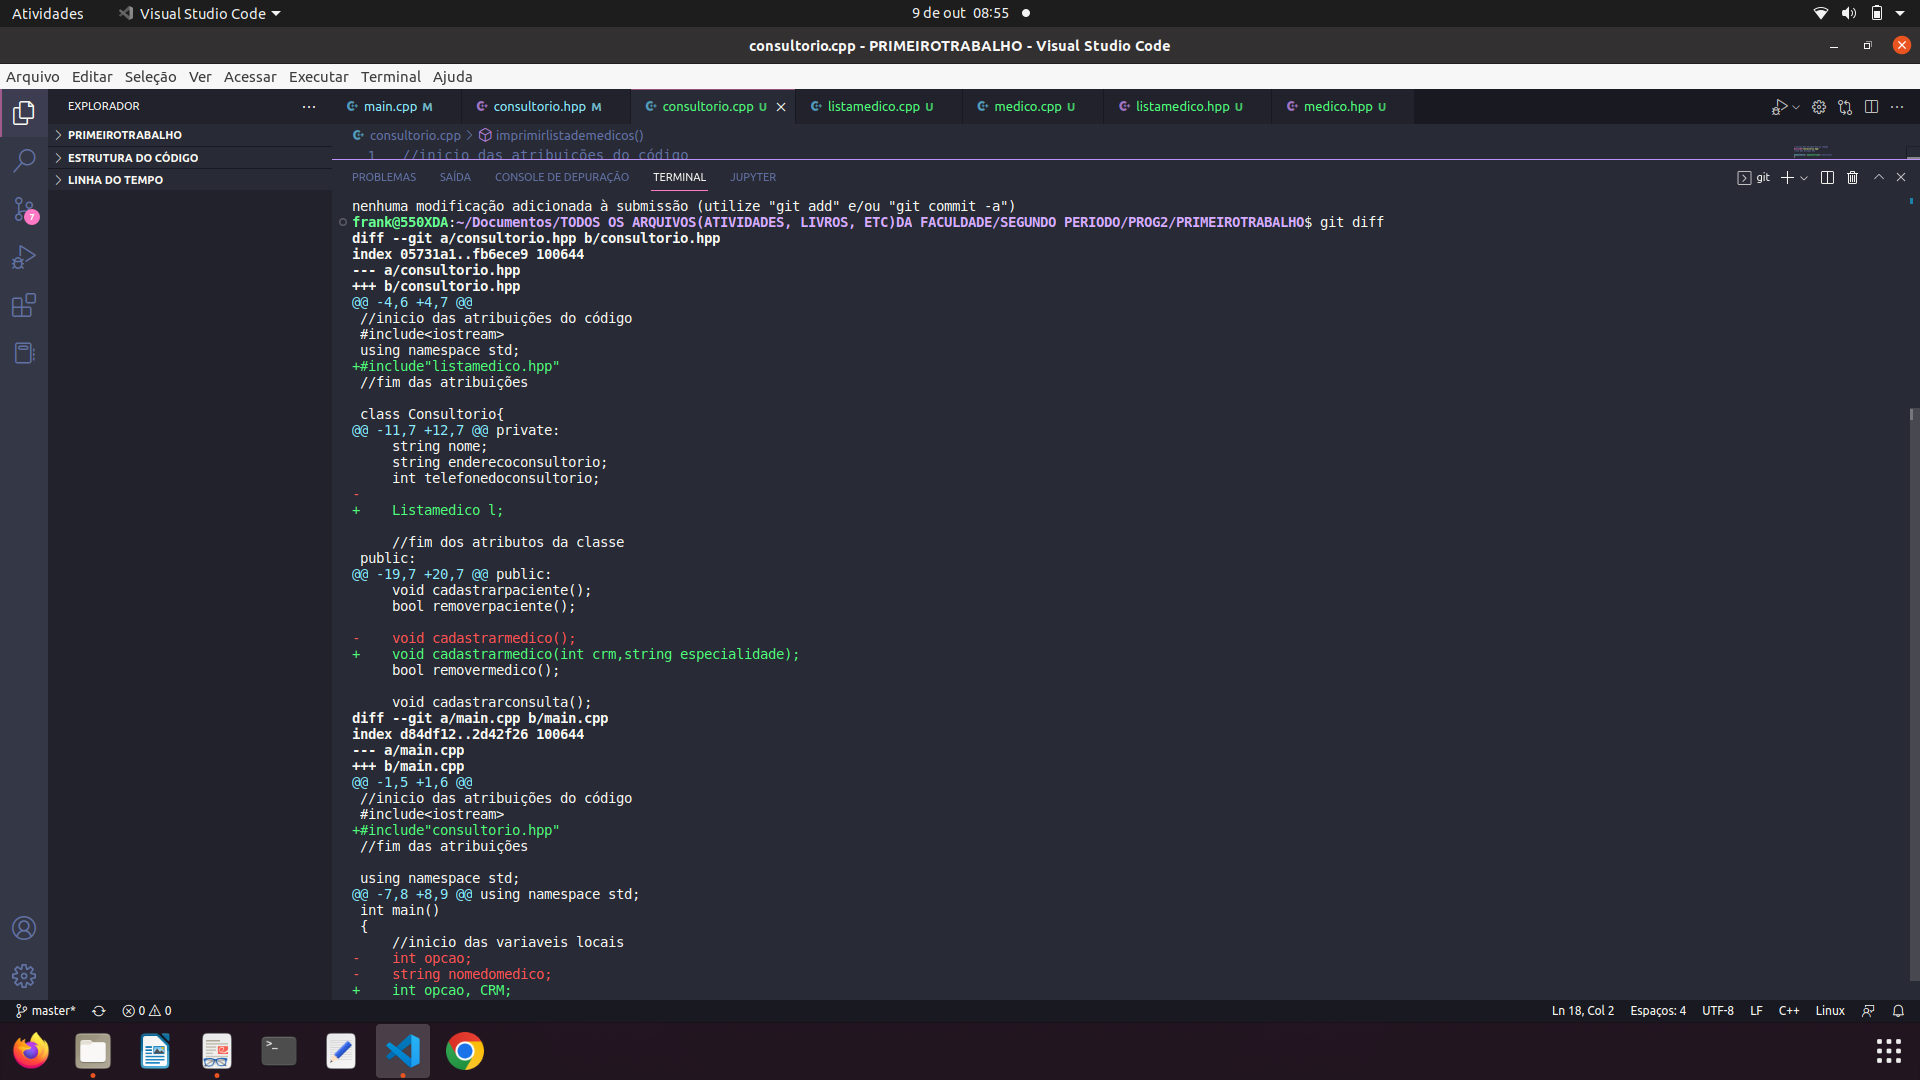 Atividades
Visual Studio Code
9 de out 08:55
consultorio.cpp - PRIMEIROTRABALHO - Visual Studio Code
Arquivo Editar Seleção Ver Acessar Executar Terminal Ajuda
EXPLORADOR
PRIMEIROTRABALHO
ESTRUTURA DO CÓDIGO
LINHA DO TEMPO
7
main.cpp M
consultorio.hpp M
consultorio.cpp U
listamedico.cpp U
medico.cpp U
listamedico.hpp U
medico.hpp U
consultorio.cpp > imprimirlistademedicos()
1 //inicio das atribuições do código
PROBLEMAS SAÍDA CONSOLE DE DEPURAÇÃO TERMINAL JUPYTER
git
nenhuma modificação adicionada à submissão (utilize "git add" e/ou "git commit -a")
frank@550XDA:~/Documentos/TODOS OS ARQUIVOS(ATIVIDADES, LIVROS, ETC)DA FACULDADE/SEGUNDO PERIODO/PROG2/PRIMEIROTRABALHO$ git diff
diff --git a/consultorio.hpp b/consultorio.hpp
index 05731a1..fb6ece9 100644
--- a/consultorio.hpp
+++ b/consultorio.hpp
@@ -4,6 +4,7 @@
 //inicio das atribuições do código
 #include<iostream>
 using namespace std;
+#include"listamedico.hpp"
 //fim das atribuições
 class Consultorio{
@@ -11,7 +12,7 @@ private:
     string nome;
     string enderecoconsultorio;
     int telefonedoconsultorio;
-
+    Listamedico l;
     //fim dos atributos da classe
 public:
@@ -19,7 +20,7 @@ public:
     void cadastrarpaciente();
     bool removerpaciente();
-    void cadastrarmedico();
+    void cadastrarmedico(int crm,string especialidade);
     bool removermedico();
     void cadastrarconsulta();
diff --git a/main.cpp b/main.cpp
index d84df12..2d42f26 100644
--- a/main.cpp
+++ b/main.cpp
@@ -1,5 +1,6 @@
 //inicio das atribuições do código
 #include<iostream>
+#include"consultorio.hpp"
 //fim das atribuições
 using namespace std;
@@ -7,8 +8,9 @@ using namespace std;
 int main()
 {
     //inicio das variaveis locais
-    int opcao;
-    string nomedomedico;
+    int opcao, CRM;
master* 0 0
Ln 18, Col 2 Espaços: 4 UTF-8 LF C++ Linux